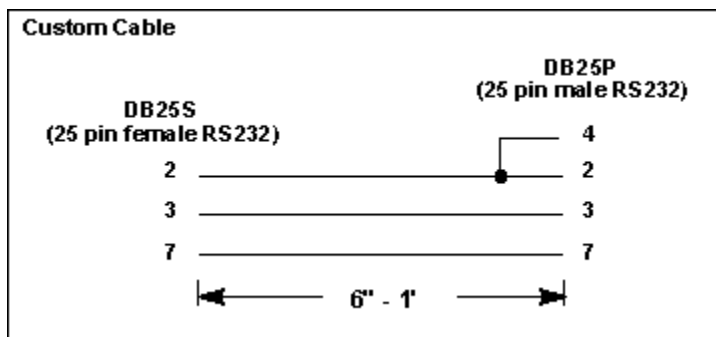 Custom Cable
DB25P
(25 pin male RS232)
DB25S
(25 pin female RS232)
4
2 2
3 3
7 7
6" - 1'